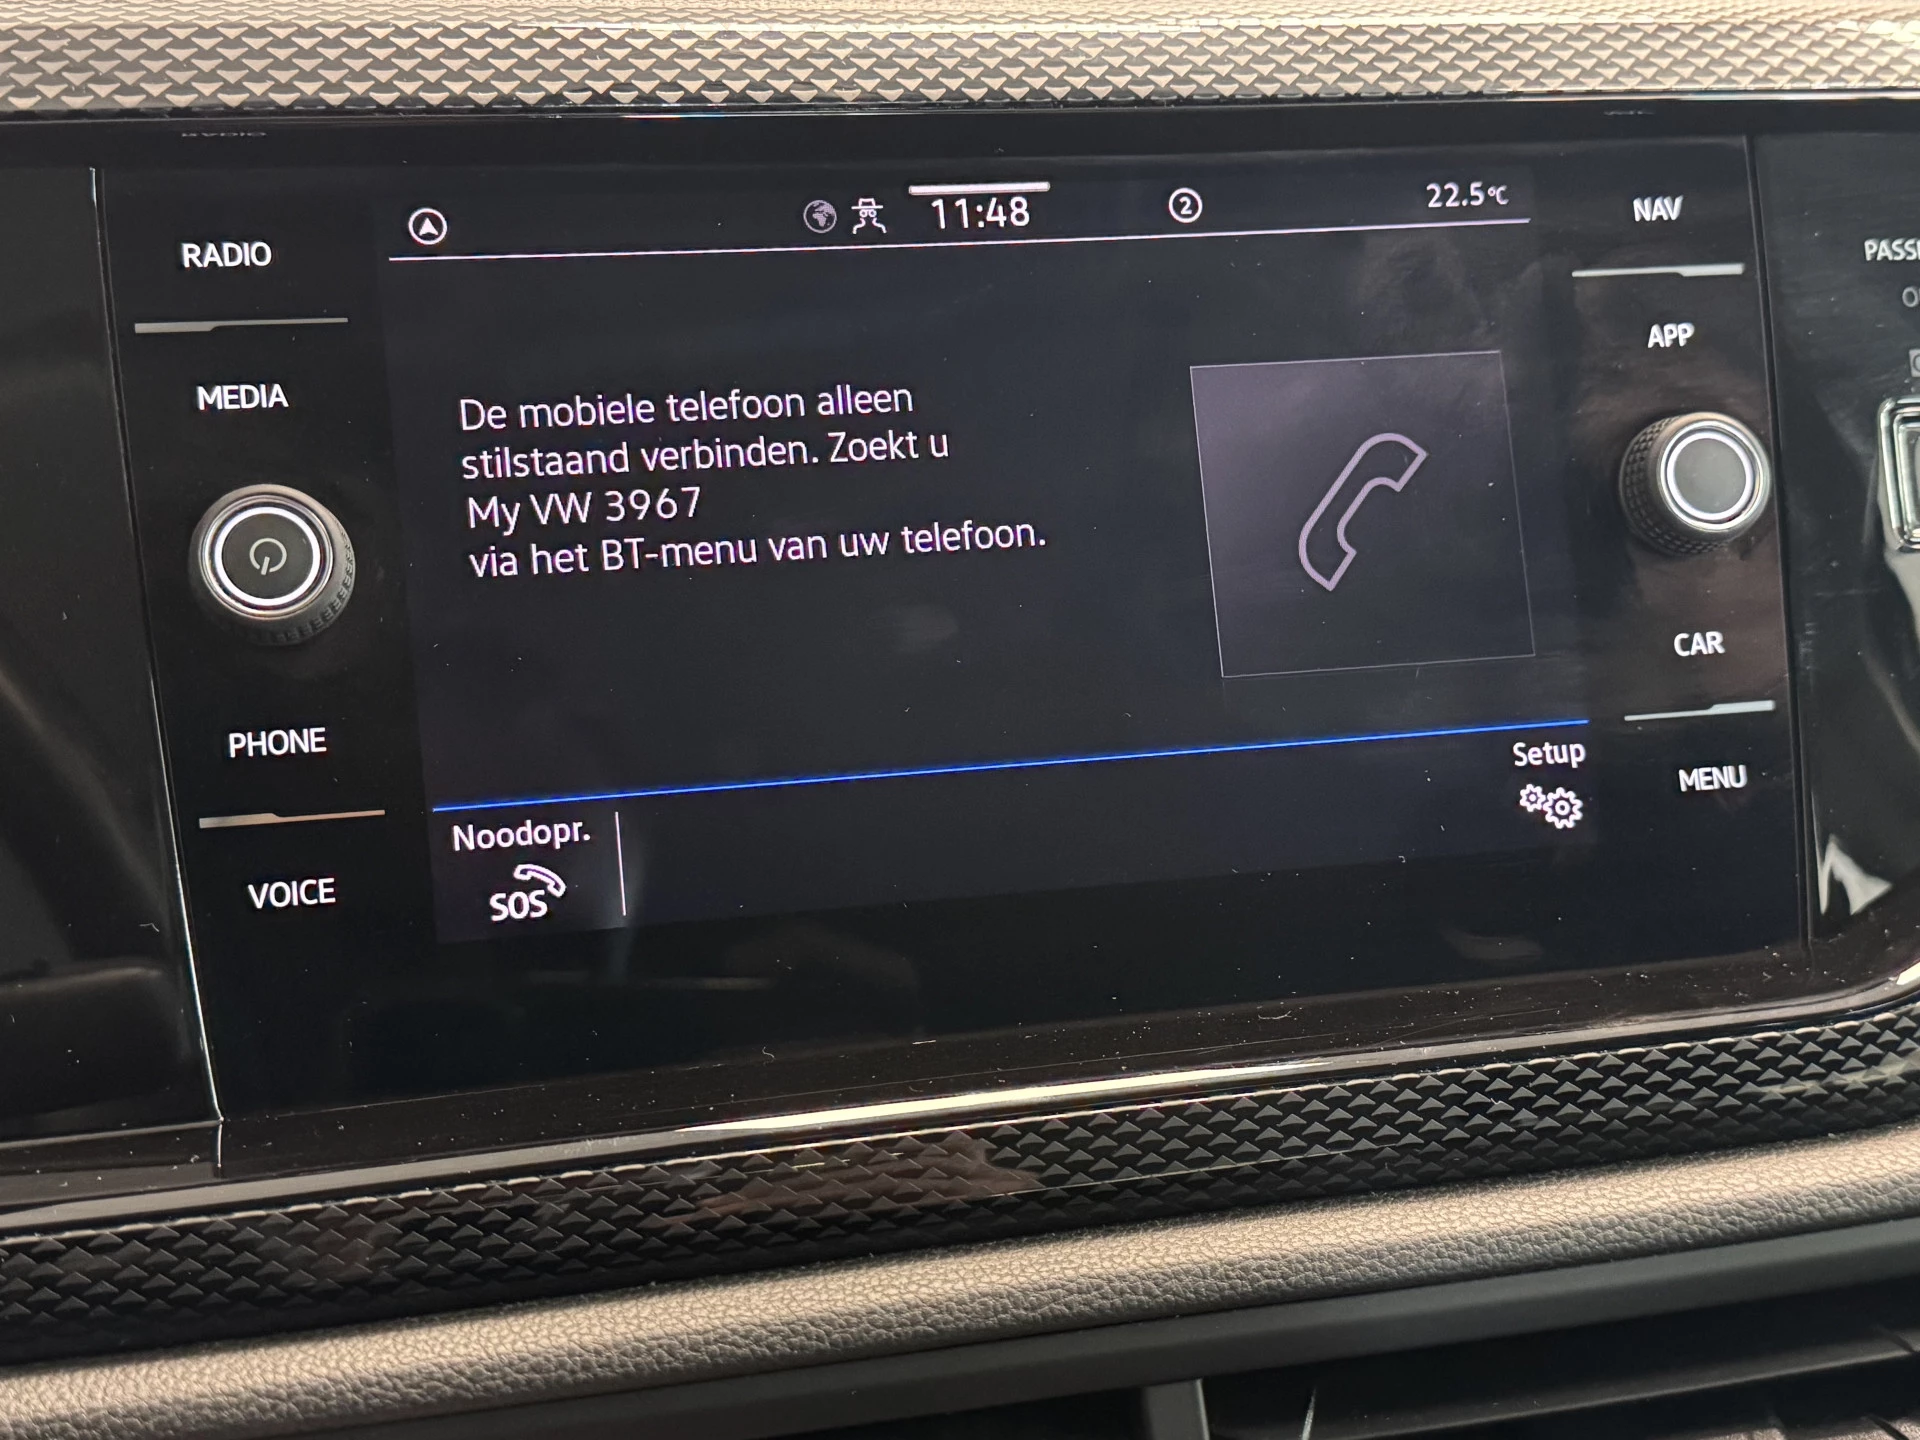 11:48
2
22.5°C
RADIO
MEDIA
PHONE
VOICE
De mobiele telefoon alleen
stilstaand verbinden. Zoekt u
My VW 3967
via het BT-menu van uw telefoon.
Noodopr.
SOS
Setup
NAV
APP
CAR
MENU